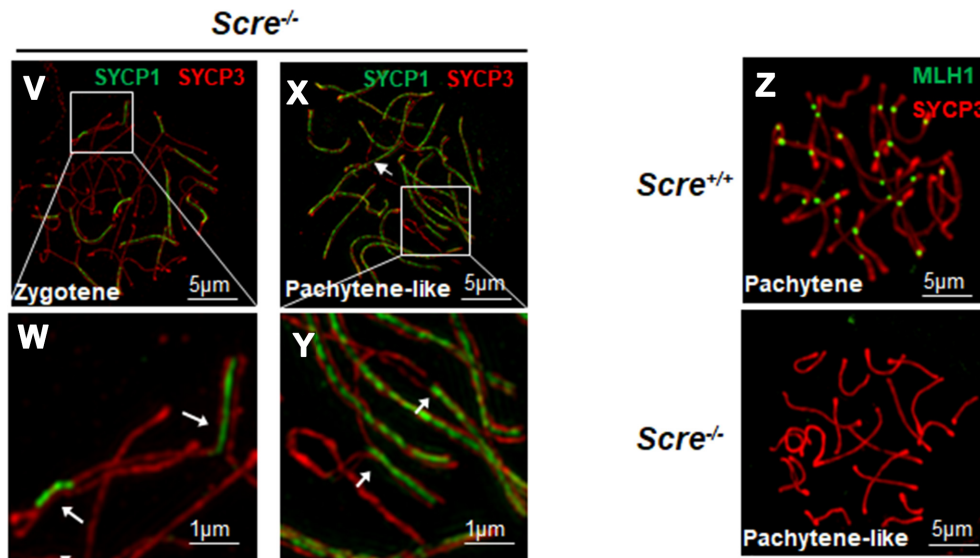 Scre-/-
V SYCP1 SYCP3
Zygotene 5µm
X SYCP1 SYCP3
Pachytene-like 5µm
W
1µm
Y
1µm
Scre+/+
Z MLH1
SYCP3
Pachytene 5µm
Scre-/-
Pachytene-like 5µm